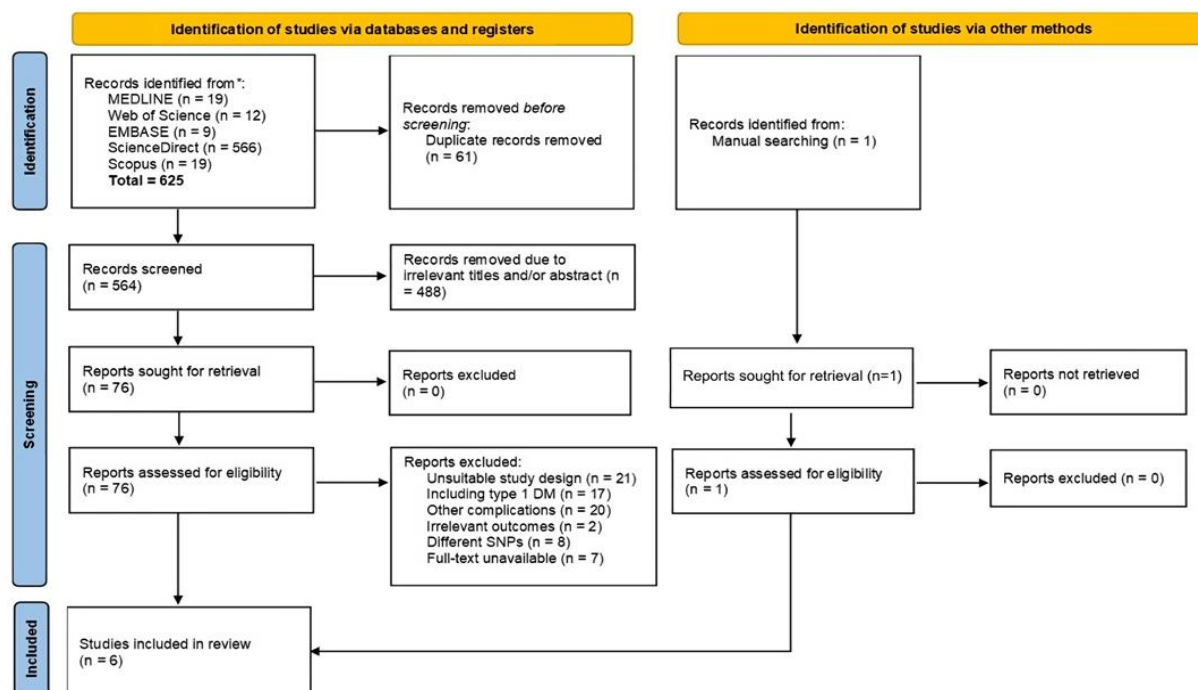 Identification of studies via databases and registers
Identification of studies via other methods
Identification
Records identified from*:
MEDLINE (n = 19)
Web of Science (n = 12)
EMBASE (n = 9)
ScienceDirect (n = 566)
Scopus (n = 19)
Total = 625
Records removed before
screening:
Duplicate records removed
(n = 61)
Records identified from:
Manual searching (n = 1)
Screening
Records screened
(n = 564)
Records removed due to
irrelevant titles and/or abstract (n
= 488)
Reports sought for retrieval
(n = 76)
Reports excluded
(n = 0)
Reports sought for retrieval (n=1)
Reports not retrieved
(n = 0)
Reports assessed for eligibility
(n = 76)
Reports excluded:
Unsuitable study design (n = 21)
Including type 1 DM (n = 17)
Other complications (n = 20)
Irrelevant outcomes (n = 2)
Different SNPs (n = 8)
Full-text unavailable (n = 7)
Reports assessed for eligibility
(n = 1)
Reports excluded (n = 0)
Included
Studies included in review
(n = 6)